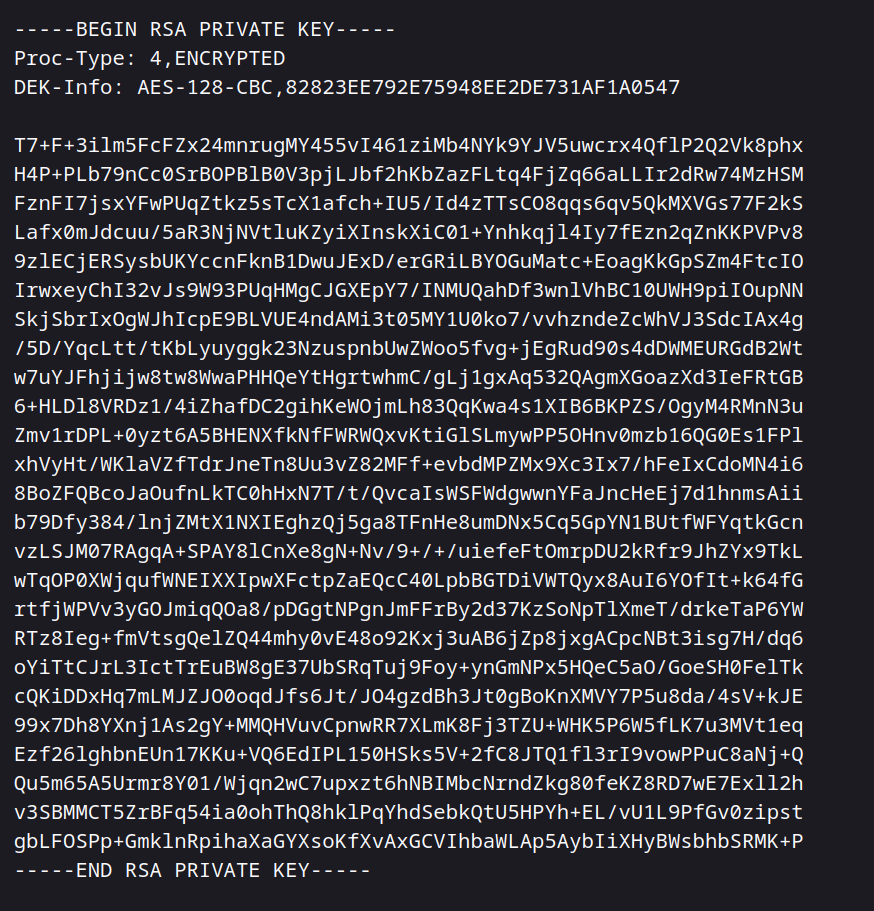 -----BEGIN RSA PRIVATE KEY-----
Proc-Type: 4,ENCRYPTED
DEK-Info: AES-128-CBC,82823EE792E75948EE2DE731AF1A0547

T7+F+3ilm5FcFZx24mnrugMY455vI461ziMb4NYk9YJV5uwcrx4QflP2Q2Vk8phx
H4P+PLb79nCc0SrBOPBlB0V3pjLJbf2hKbZazFLtq4FjZq66aLLIr2dRw74MzHSM
FznFI7jsxYFwPUqZtkz5sTcX1afch+IU5/Id4zTTsCO8qqs6qv5QkMXVGs77F2kS
Lafx0mJdcuu/5aR3NjNVtluKZyiXInskXiC01+Ynhkqjl4Iy7fEzn2qZnKKPVPv8
9zlECjERSysbUKYccnFknB1DwuJExD/erGRiLBYOGuMatc+EoagKkGpSZm4FtcIO
IrwxeyChI32vJs9W93PUqHMgCJGXEpY7/INMUQahDf3wnlVhBC10UWH9piIOupNN
SkjSbrIxOgWJhIcpE9BLVUE4ndAMi3t05MY1U0ko7/vvhzndeZcWhVJ3SdcIAx4g
/5D/YqcLtt/tKbLyuyggk23NzuspnbUwZWoo5fvg+jEgRud90s4dDWMEURGdB2Wt
w7uYJFhjijw8tw8WwaPHHQeYtHgrtwhmC/gLj1gxAq532QAgmXGoazXd3IeFRtGB
6+HLDl8VRDz1/4iZhafDC2gihKeWOjmLh83QqKwa4s1XIB6BKPZS/OgyM4RMnN3u
Zmv1rDPL+0yzt6A5BHENXfkNfFWRWQxvKtiGlSLmywPP5OHnv0mzb16QG0Es1FPl
xhVyHt/WKlaVZfTdrJneTn8Uu3vZ82MFf+evbdMPZMx9Xc3Ix7/hFeIxCdoMN4i6
8BoZFQBcoJaOufnLkTC0hHxN7T/t/QvcaIsWSFWdgwwnYFaJncHeEj7d1hnmsAii
b79Dfy384/lnjZMtX1NXIEghzQj5ga8TFnHe8umDNx5Cq5GpYN1BUtfWFYqtkGcn
vzLSJM07RAgqA+SPAY8lCnXe8gN+Nv/9+/+/uiefeFtOmrpDU2kRfr9JhZYx9TkL
wTqOP0XWjqufWNEIXXIpwXFctpZaEQcC40LpbBGTDiVWTQyx8AuI6YOfIt+k64fG
rtfjWPVv3yGOJmiqQOa8/pDGgtNPgnJmFFrBy2d37KzSoNpTlXmeT/drkeTaP6YW
RTz8Ieg+fmVtsgQelZQ44mhy0vE48o92Kxj3uAB6jZp8jxgACpcNBt3isg7H/dq6
oYiTtCJrL3IctTrEuBW8gE37UbSRqTuj9Foy+ynGmNPx5HQeC5aO/GoeSH0FelTk
cQKiDDxHq7mLMJZJO0oqdJfs6Jt/JO4gzdBh3Jt0gBoKnXMVY7P5u8da/4sV+kJE
99x7Dh8YXnj1As2gY+MMQHVuvCpnwRR7XLmK8Fj3TZU+WHK5P6W5fLK7u3MVt1eq
Ezf26lghbnEUn17KKu+VQ6EdIPL150HSks5V+2fC8JTQ1fl3rI9vowPPuC8aNj+Q
Qu5m65A5Urmr8Y01/Wjqn2wC7upxzt6hNBIMbcNrndZkg80feKZ8RD7wE7Exll2h
v3SBMMCT5ZrBFq54ia0ohThQ8hklPqYhdSebkQtU5HPYh+EL/vU1L9PfGv0zipst
gbLFOSPp+GmklnRpihaXaGYXsoKfXvAxGCVIhbaWLAp5AybIiXHyBWsbhbSRMK+P
-----END RSA PRIVATE KEY-----